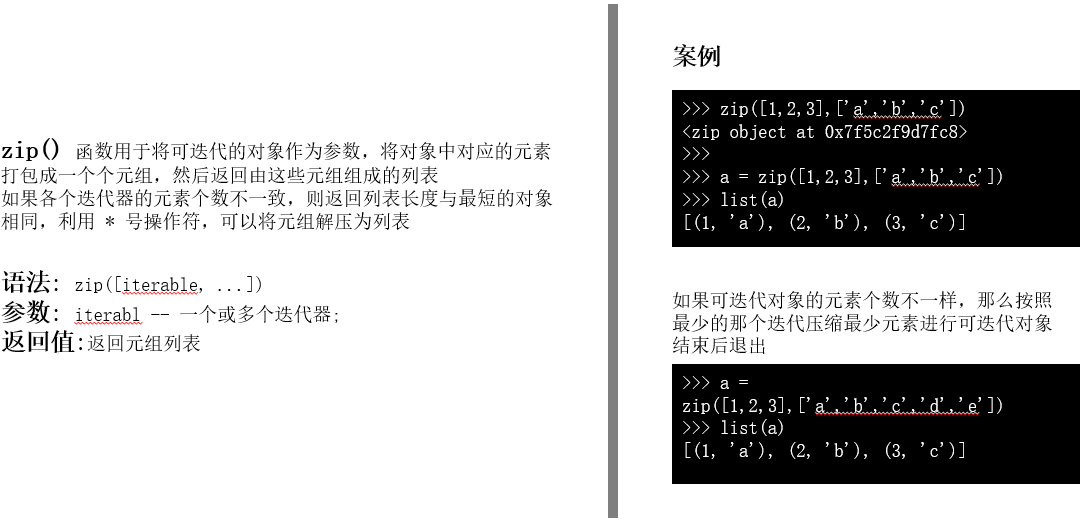 zip() 函数用于将可迭代的对象作为参数，将对象中对应的元素
打包成一个个元组，然后返回由这些元组组成的列表
如果各个迭代器的元素个数不一致，则返回列表长度与最短的对象
相同，利用 * 号操作符，可以将元组解压为列表
语法: zip([iterable, ...])
参数: iterabl -- 一个或多个迭代器;
返回值:返回元组列表
案例
>>> zip([1,2,3],['a','b','c'])
<zip object at 0x7f5c2f9d7fc8>
>>>
>>> a = zip([1,2,3],['a','b','c'])
>>> list(a)
[(1, 'a'), (2, 'b'), (3, 'c')]
如果可迭代对象的元素个数不一样，那么按照
最少的那个迭代压缩最少元素进行可迭代对象
结束后退出
>>> a =
zip([1,2,3],['a','b','c','d','e'])
>>> list(a)
[(1, 'a'), (2, 'b'), (3, 'c')]